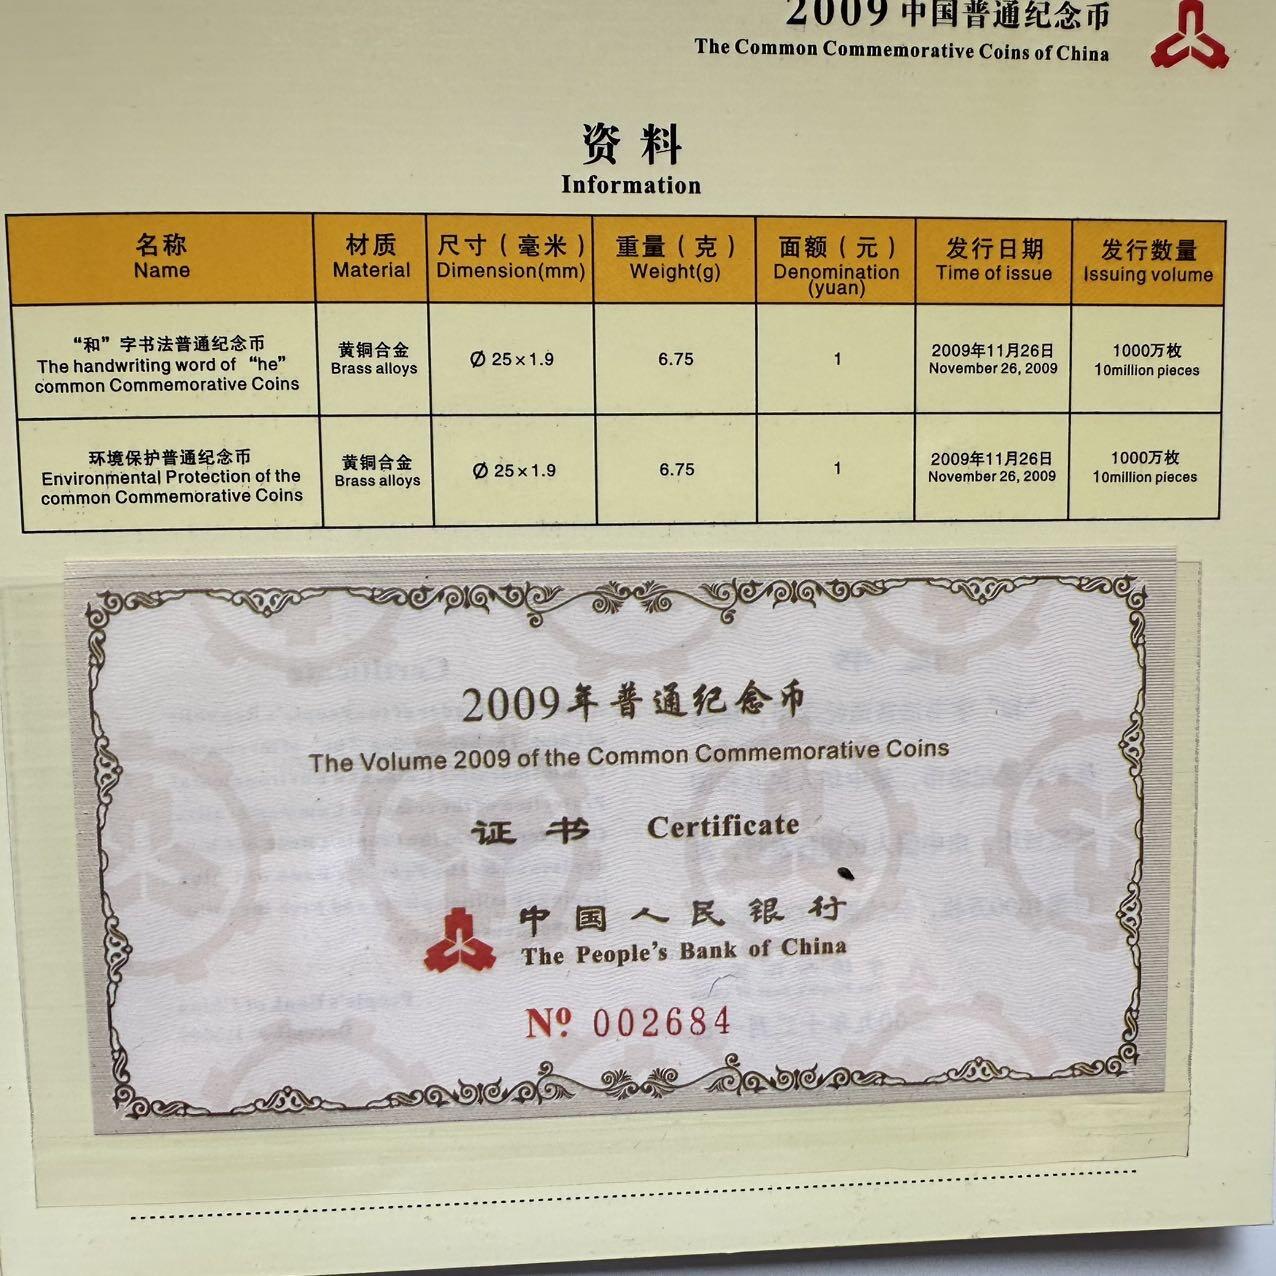 2009 中国普通纪念币
The Common Commemorative Coins of China
资料
Information
名称 材质 尺寸（毫米） 重量（克） 面额（元） 发行日期 发行数量
Name Material Dimension(mm) Weight(g) Denomination (yuan) Time of issue Issuing volume
“和”字书法普通纪念币
The handwriting word of “he”
common Commemorative Coins
黄铜合金
Brass alloys
Ø 25×1.9
6.75
1
2009年11月26日
November 26, 2009
1000万枚
10million pieces
环境保护普通纪念币
Environmental Protection of the
common Commemorative Coins
黄铜合金
Brass alloys
Ø 25×1.9
6.75
1
2009年11月26日
November 26, 2009
1000万枚
10million pieces
2009年普通纪念币
The Volume 2009 of the Common Commemorative Coins
证书 Certificate
中国人民银行
The People's Bank of China
Nº 002684